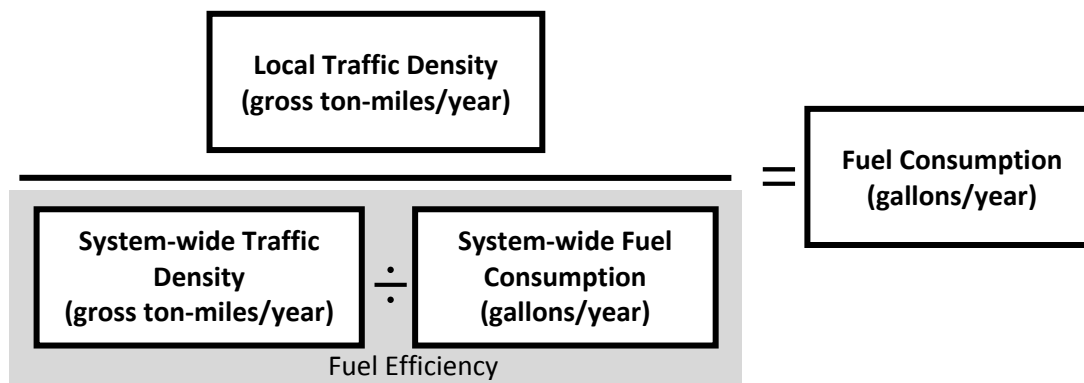 Local Traffic Density
(gross ton-miles/year)
=
Fuel Consumption
(gallons/year)
System-wide Traffic
Density
(gross ton-miles/year)
÷
System-wide Fuel
Consumption
(gallons/year)
Fuel Efficiency